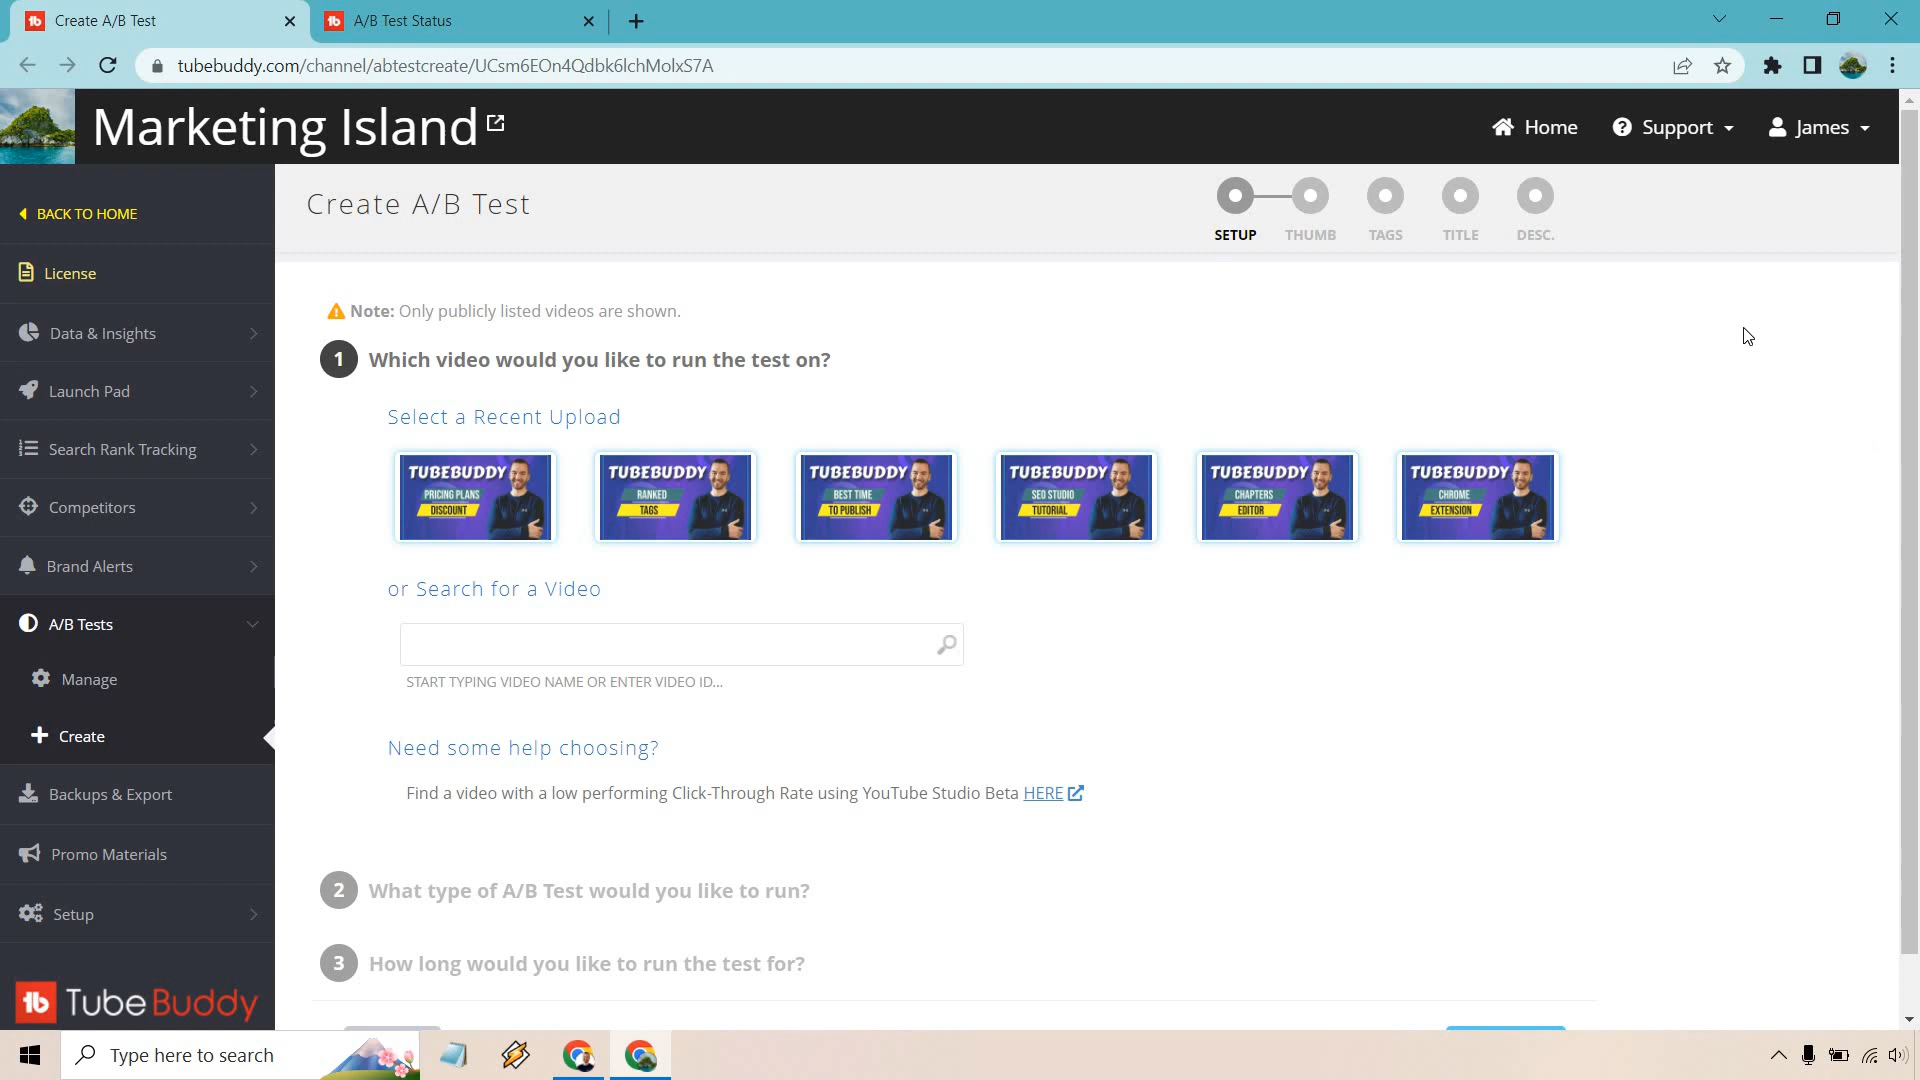 Create A/B Test
A/B Test Status
tubebuddy.com/channel/abtestcreate/UCsm6EOn4Qdbk6lchMolxS7A
Marketing Island
Home
Support
James
BACK TO HOME
License
Data & Insights
Launch Pad
Search Rank Tracking
Competitors
Brand Alerts
A/B Tests
Manage
Create
Backups & Export
Promo Materials
Setup
TubeBuddy
Create A/B Test
SETUP THUMB TAGS TITLE DESC.
Note: Only publicly listed videos are shown.
1 Which video would you like to run the test on?
Select a Recent Upload
TUBEBUDDY
PRICING PLANS
DISCOUNT
TUBEBUDDY
RANKED
TAGS
TUBEBUDDY
BEST TIME
TO PUBLISH
TUBEBUDDY
SEO STUDIO
TUTORIAL
TUBEBUDDY
CHAPTERS
EDITOR
TUBEBUDDY
CHROME
EXTENSION
or Search for a Video
START TYPING VIDEO NAME OR ENTER VIDEO ID...
Need some help choosing?
Find a video with a low performing Click-Through Rate using YouTube Studio Beta HERE
2 What type of A/B Test would you like to run?
3 How long would you like to run the test for?
Type here to search